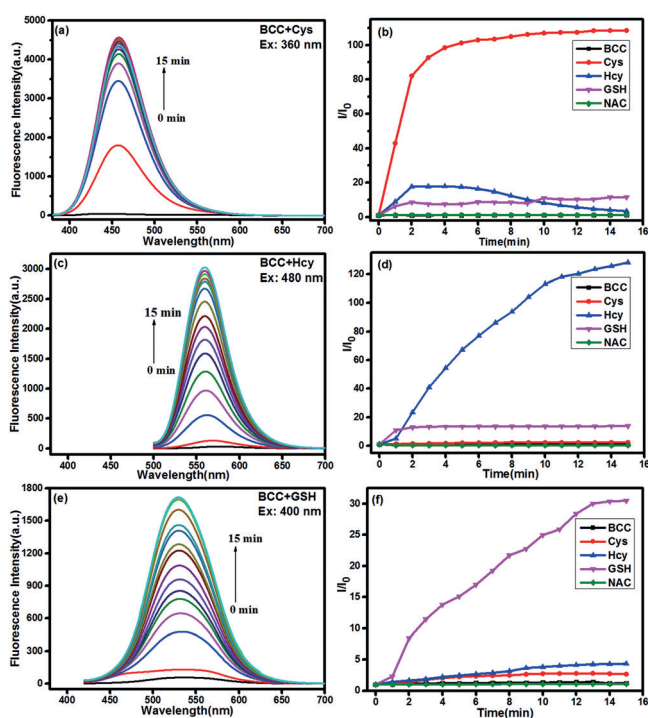 (a)
BCC+Cys
Ex: 360 nm
15 min
0 min
Fluorescence Intensity(a.u.)
5000
4000
3000
2000
1000
0
400 450 500 550 600 650 700
Wavelength(nm)
(b)
BCC
Cys
Hcy
GSH
NAC
I/I0
100
80
60
40
20
0
0 2 4 6 8 10 12 14 16
Time(min)
(c)
BCC+Hcy
Ex: 480 nm
15 min
0 min
Fluorescence Intensity(a.u.)
3000
2500
2000
1500
1000
500
0
400 450 500 550 600 650 700
Wavelength(nm)
(d)
BCC
Cys
Hcy
GSH
NAC
I/I0
120
100
80
60
40
20
0
0 2 4 6 8 10 12 14 16
Time(min)
(e)
BCC+GSH
Ex: 400 nm
15 min
0 min
Fluorescence Intensity(a.u.)
1800
1500
1200
900
600
300
0
400 450 500 550 600 650 700
Wavelength(nm)
(f)
BCC
Cys
Hcy
GSH
NAC
I/I0
30
25
20
15
10
5
0
0 2 4 6 8 10 12 14 16
Time(min)